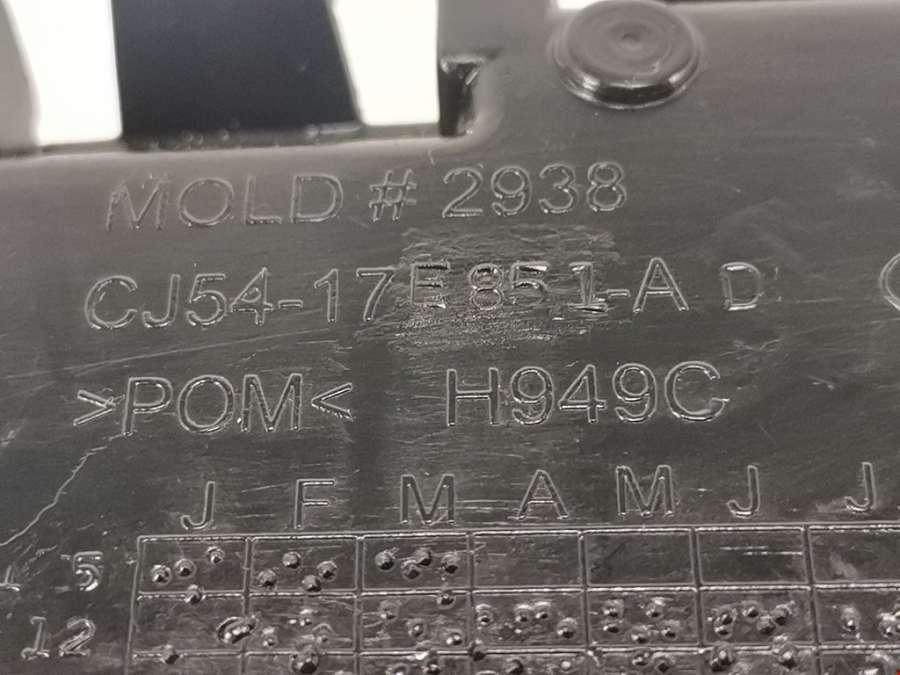 MOLD # 2938
CJ54-17E851-A D
>POM< H949C
J F M A M J J
5
12